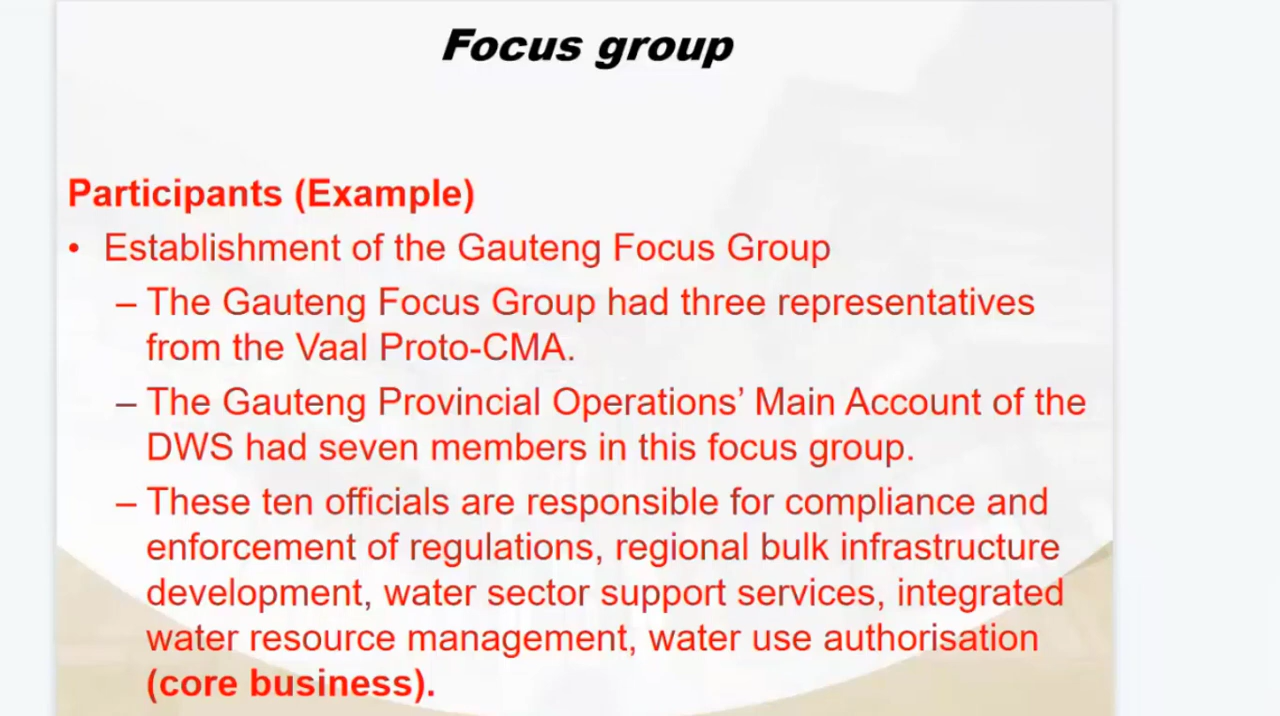 Focus group
Participants (Example)
• Establishment of the Gauteng Focus Group
– The Gauteng Focus Group had three representatives
from the Vaal Proto-CMA.
– The Gauteng Provincial Operations’ Main Account of the
DWS had seven members in this focus group.
– These ten officials are responsible for compliance and
enforcement of regulations, regional bulk infrastructure
development, water sector support services, integrated
water resource management, water use authorisation
(core business).